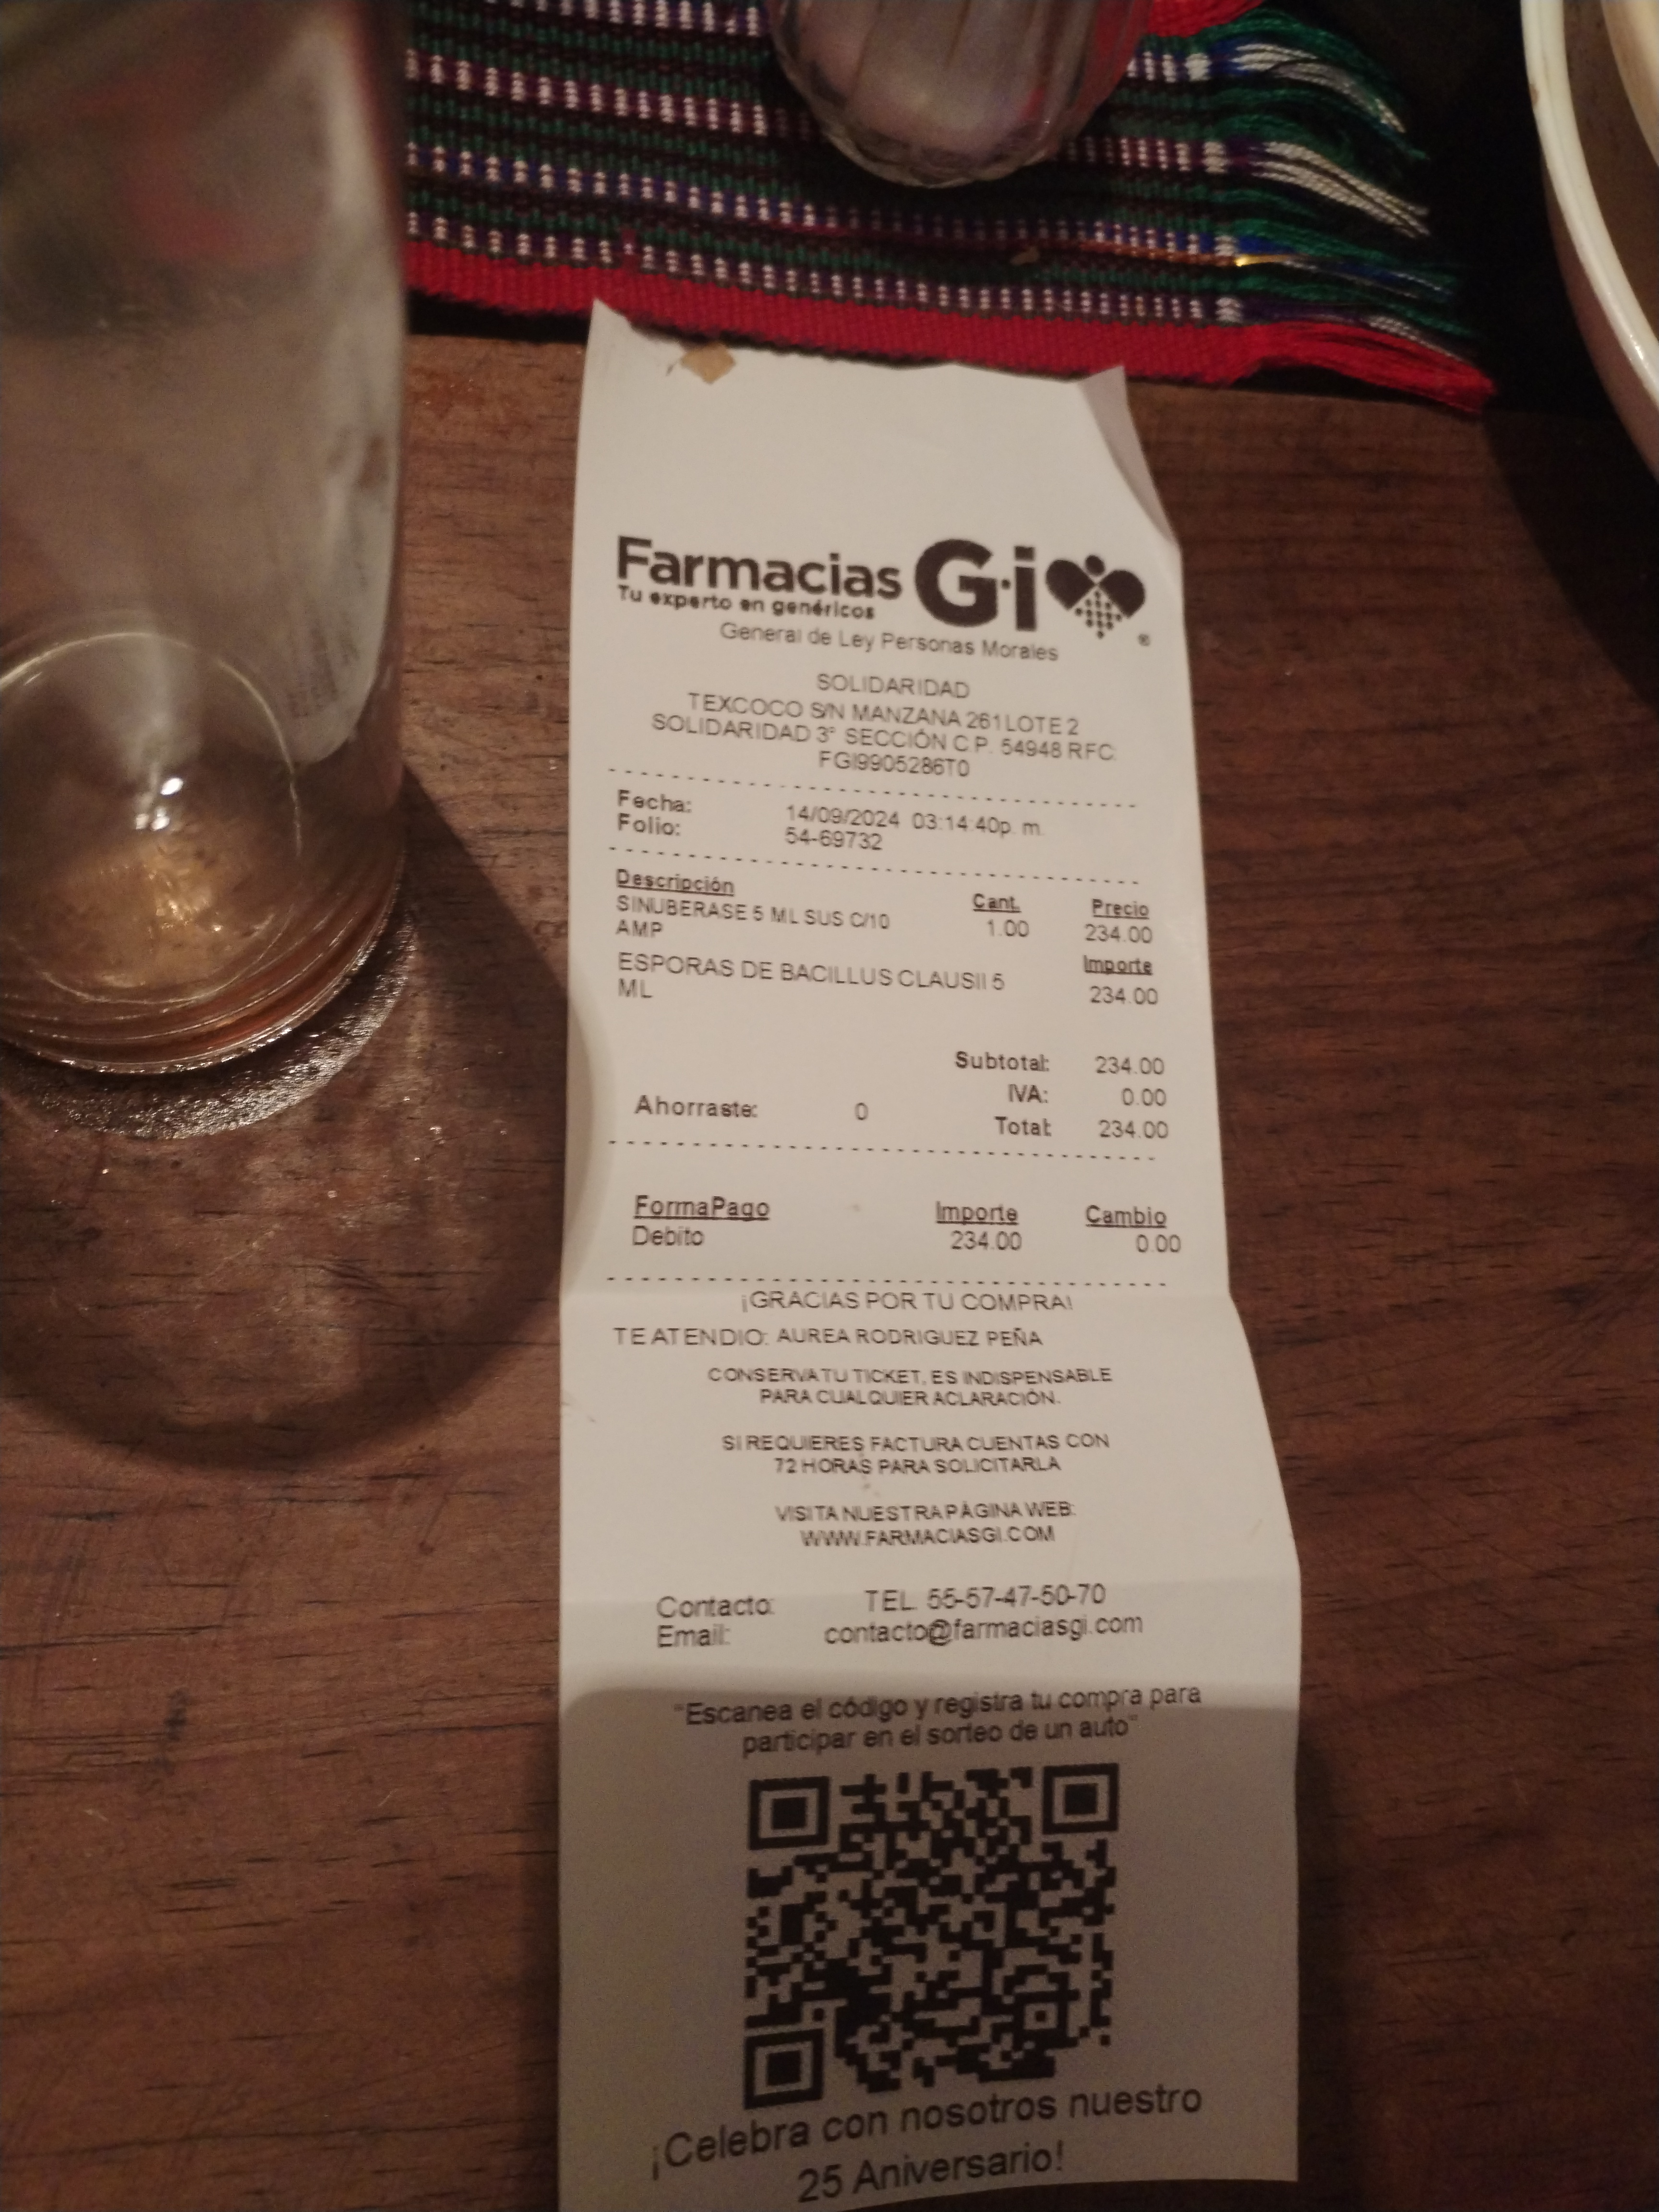 Farmacias G·i
Tu experto en genéricos
®
General de Ley Personas Morales
SOLIDARIDAD
TEXCOCO S/N MANZANA 261 LOTE 2
SOLIDARIDAD 3° SECCIÓN C.P. 54948 RFC.
FGI9905286T0
Fecha: 14/09/2024 03:14:40p. m.
Folio: 54-69732
Descripción Cant. Precio
SINUBERASE 5 ML SUS C/10 1.00 234.00
AMP
Importe
ESPORAS DE BACILLUS CLAUSII 5 234.00
ML
Subtotal: 234.00
IVA: 0.00
Ahorraste: 0 Total: 234.00
FormaPago Importe Cambio
Debito 234.00 0.00
¡GRACIAS POR TU COMPRA!
TE ATENDIO: AUREA RODRIGUEZ PEÑA
CONSERVA TU TICKET, ES INDISPENSABLE
PARA CUALQUIER ACLARACIÓN.
SI REQUIERES FACTURA CUENTAS CON
72 HORAS PARA SOLICITARLA
VISITA NUESTRA PÁGINA WEB:
WWW.FARMACIASGI.COM
Contacto: TEL. 55-57-47-50-70
Email: contacto@farmaciasgi.com
"Escanea el código y registra tu compra para
participar en el sorteo de un auto"
¡Celebra con nosotros nuestro
25 Aniversario!